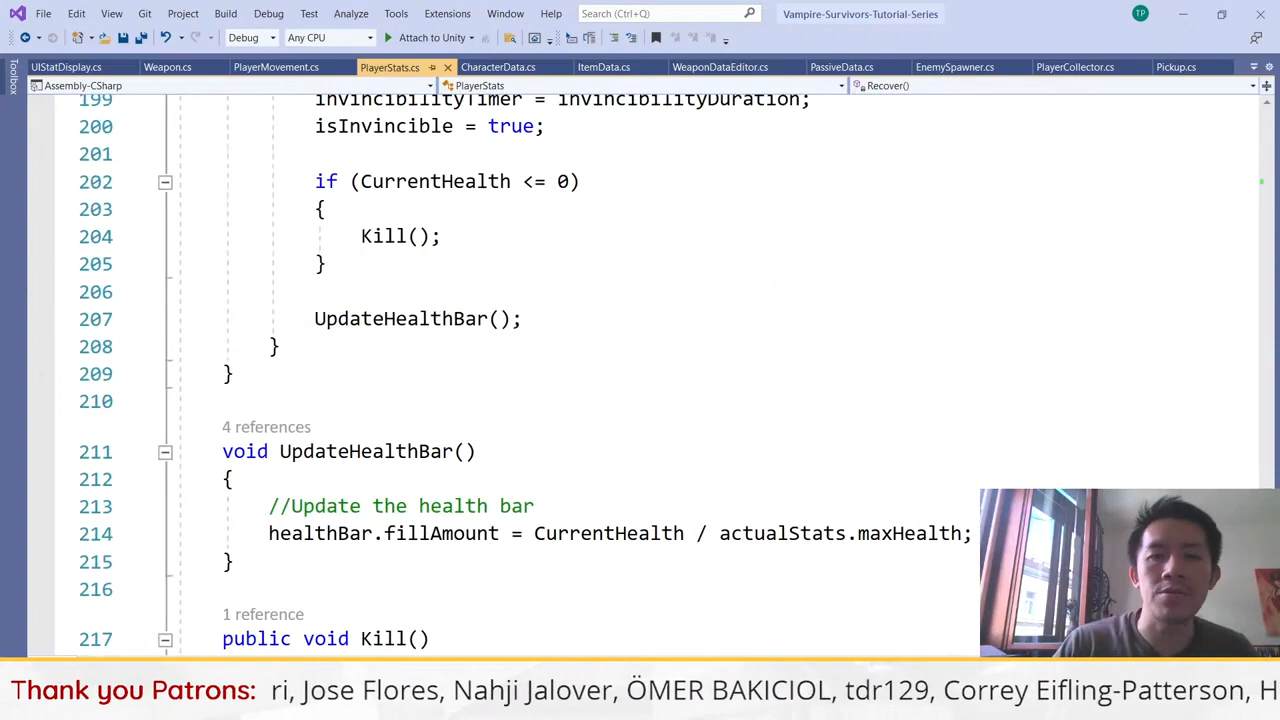 File Edit View Git Project Build Debug Test Analyze Tools Extensions Window Help Search (Ctrl+Q) Vampire-Survivors-Tutorial-Series TP
Debug Any CPU Attach to Unity
Toolbox
UIStatDisplay.cs Weapon.cs PlayerMovement.cs PlayerStats.cs CharacterData.cs ItemData.cs WeaponDataEditor.cs PassiveData.cs EnemySpawner.cs PlayerCollector.cs Pickup.cs
Assembly-CSharp PlayerStats Recover()
199 invincibilityTimer = invincibilityDuration;
200 isInvincible = true;
201
202 if (CurrentHealth <= 0)
203 {
204 Kill();
205 }
206
207 UpdateHealthBar();
208 }
209 }
210
4 references
211 void UpdateHealthBar()
212 {
213 //Update the health bar
214 healthBar.fillAmount = CurrentHealth / actualStats.maxHealth;
215 }
216
1 reference
217 public void Kill()
Thank you Patrons: ri, Jose Flores, Nahji Jalover, ÖMER BAKICIOL, tdr129, Correy Eifling-Patterson, H